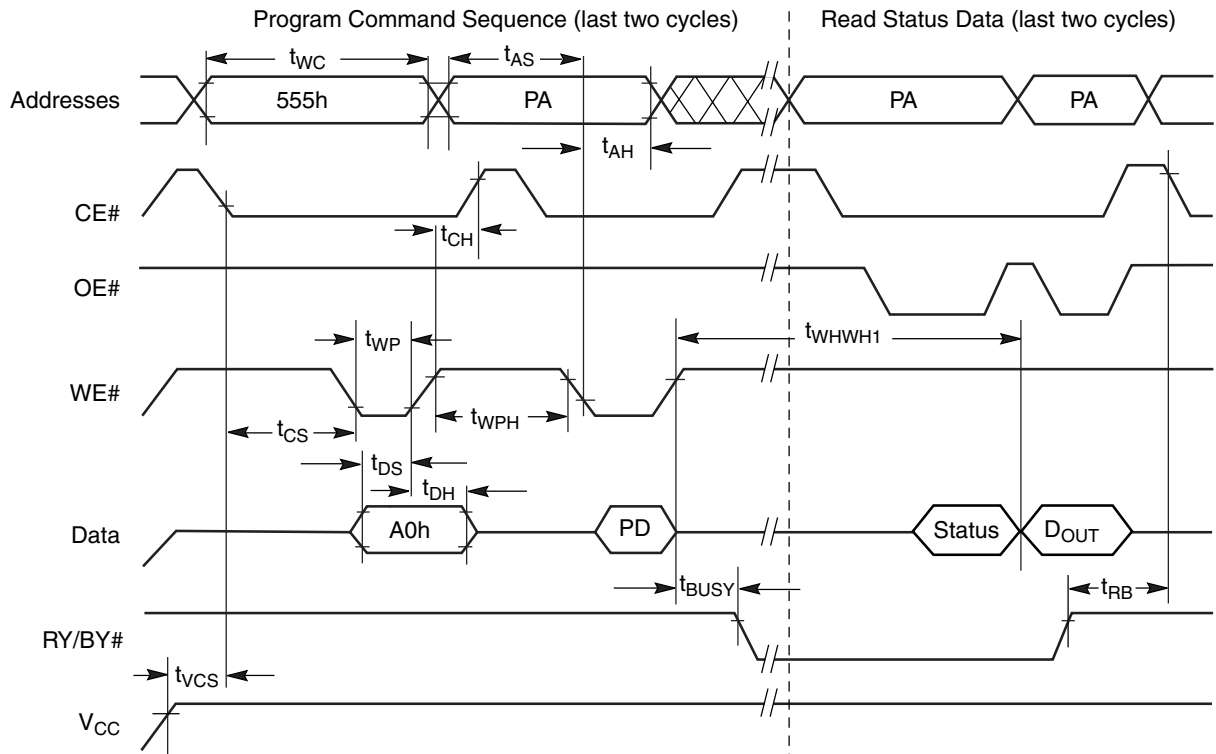 Program Command Sequence (last two cycles) Read Status Data (last two cycles)
tWC tAS
Addresses 555h PA PA PA
tAH
CE#
tCH
OE#
tWP tWHWH1
WE#
tWPH
tCS
tDS
tDH
Data A0h PD Status DOUT
tBUSY tRB
RY/BY#
tVCS
VCC